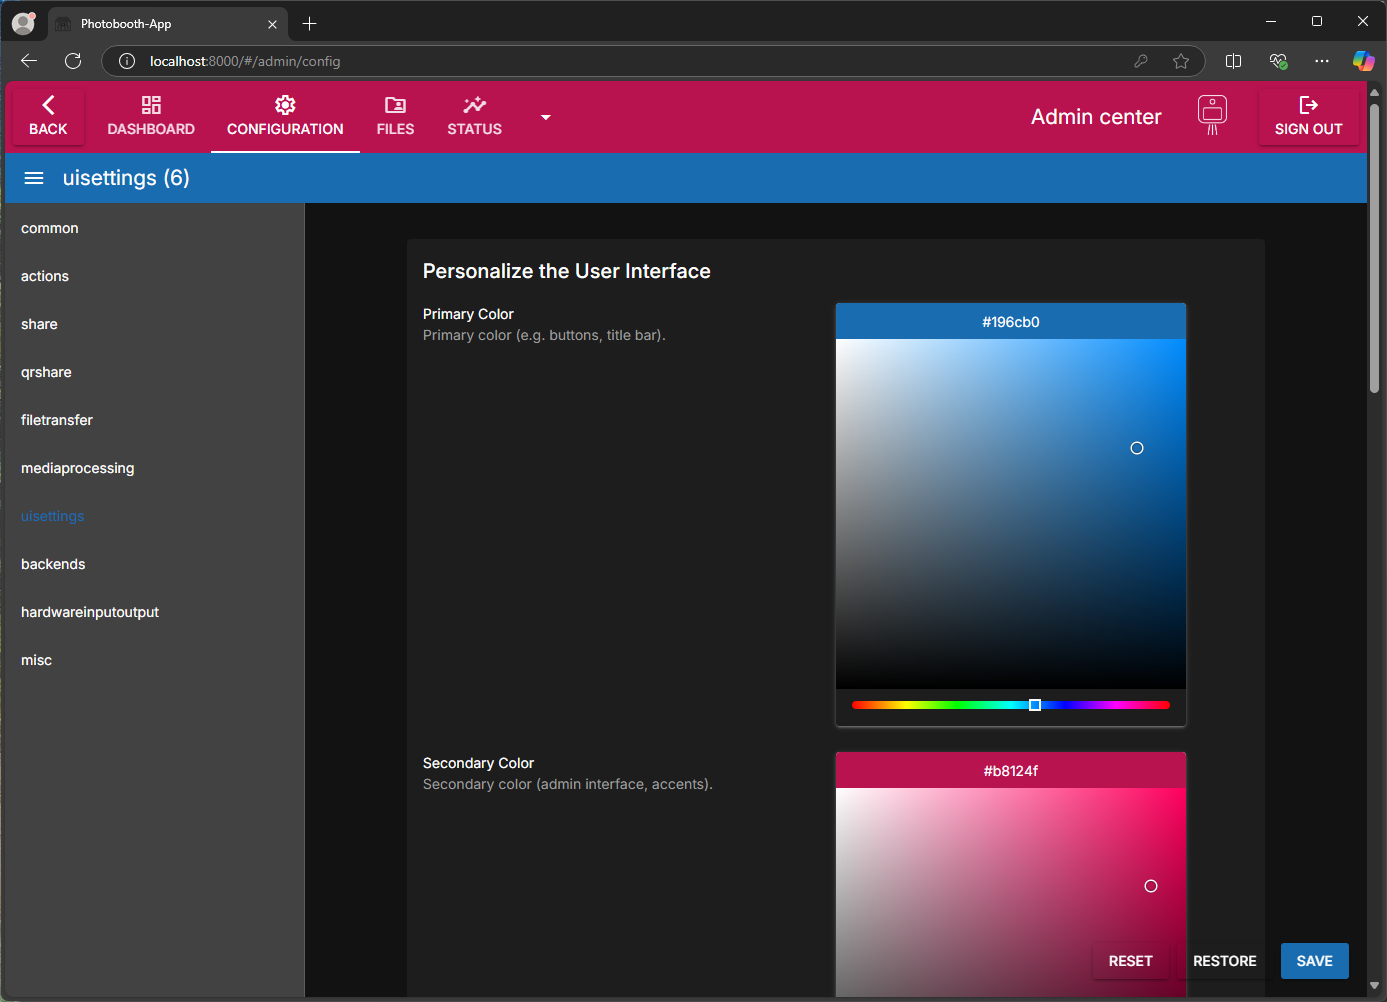 Photobooth-App
localhost:8000/#/admin/config
BACK
DASHBOARD
CONFIGURATION
FILES
STATUS
Admin center
SIGN OUT
uisettings (6)
common
actions
share
qrshare
filetransfer
mediaprocessing
uisettings
backends
hardwareinputoutput
misc
Personalize the User Interface
Primary Color
Primary color (e.g. buttons, title bar).
#196cb0
Secondary Color
Secondary color (admin interface, accents).
#b8124f
RESET
RESTORE
SAVE